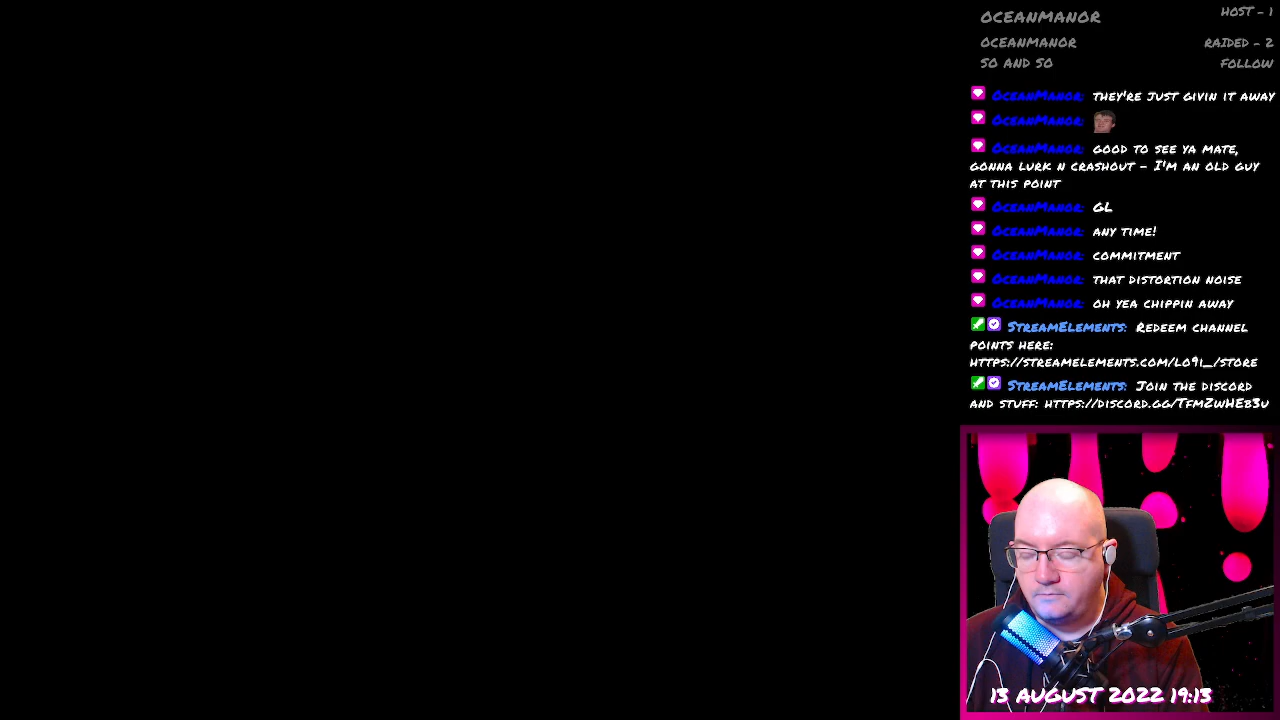 OCEANMANOR HOST - 1
OCEANMANOR RAIDED - 2
SO AND SO FOLLOW
OCEANMANOR: THEY'RE JUST GIVIN IT AWAY
OCEANMANOR:
OCEANMANOR: GOOD TO SEE YA MATE,
GONNA LURK N CRASHOUT - I'M AN OLD GUY
AT THIS POINT
OCEANMANOR: GL
OCEANMANOR: ANY TIME!
OCEANMANOR: COMMITMENT
OCEANMANOR: THAT DISTORTION NOISE
OCEANMANOR: OH YEA CHIPPIN AWAY
STREAMELEMENTS: REDEEM CHANNEL
POINTS HERE:
HTTPS://STREAMELEMENTS.COM/LO9I_/STORE
STREAMELEMENTS: JOIN THE DISCORD
AND STUFF: HTTPS://DISCORD.GG/TFMZWHEB3U
13 AUGUST 2022 19:13